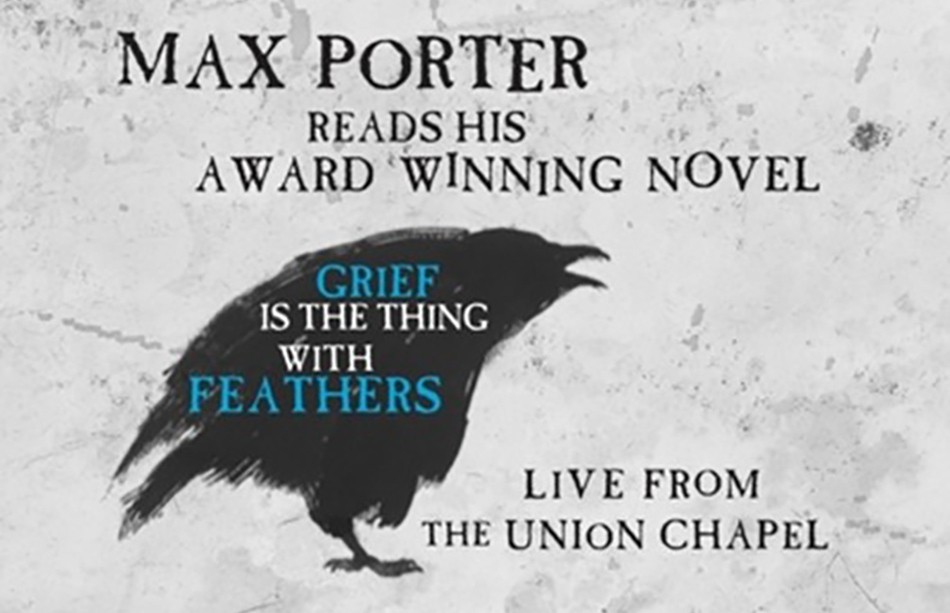 MAX PORTER
READS HIS
AWARD WINNING NOVEL
GRIEF
IS THE THING
WITH
FEATHERS
LIVE FROM
THE UNION CHAPEL